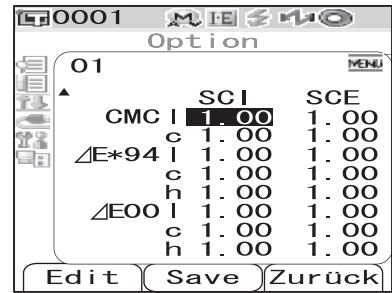 0001 M I·E
Option
01 MENU
SCI SCE
CMC l 1.00 1.00
c 1.00 1.00
⊿E*94 l 1.00 1.00
c 1.00 1.00
h 1.00 1.00
⊿E00 l 1.00 1.00
c 1.00 1.00
h 1.00 1.00
Edit Save Zurück